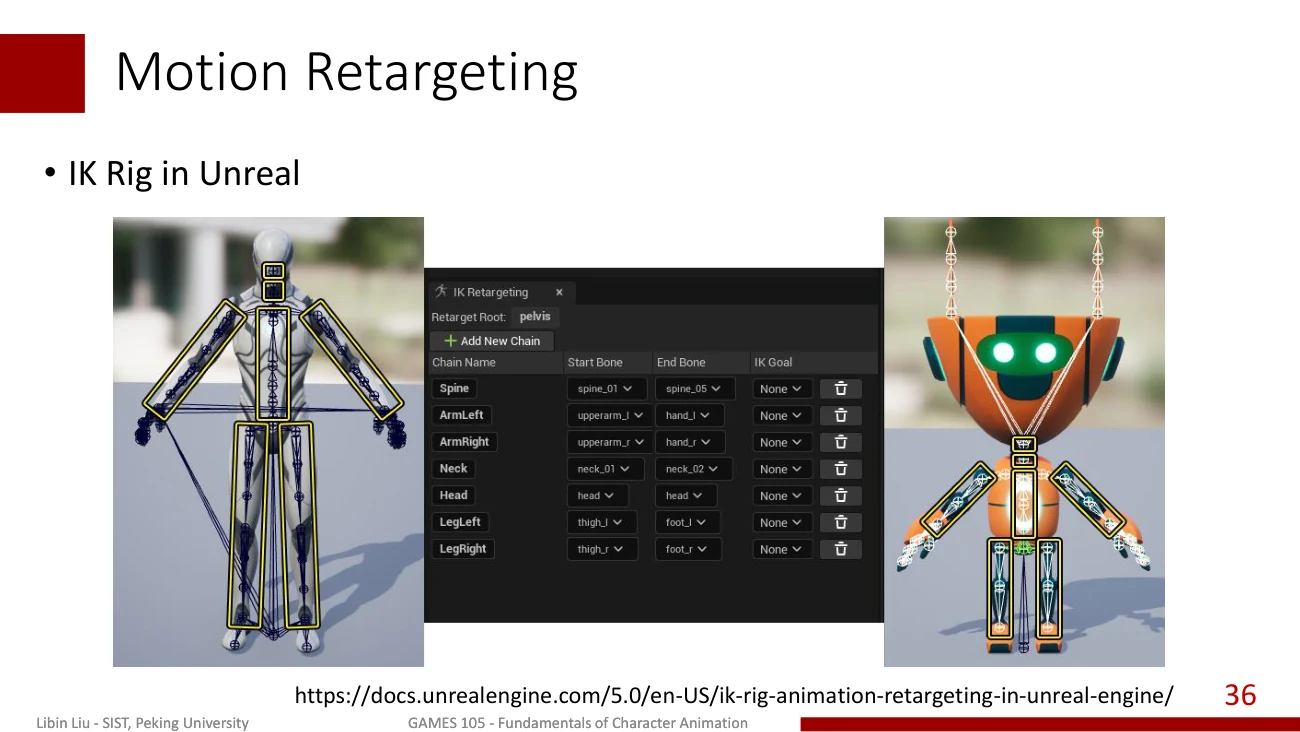 Motion Retargeting
• IK Rig in Unreal
IK Retargeting ×
Retarget Root: pelvis
+ Add New Chain
Chain Name Start Bone End Bone IK Goal
Spine spine_01 spine_05 None
ArmLeft upperarm_l hand_l None
ArmRight upperarm_r hand_r None
Neck neck_01 neck_02 None
Head head head None
LegLeft thigh_l foot_l None
LegRight thigh_r foot_r None
https://docs.unrealengine.com/5.0/en-US/ik-rig-animation-retargeting-in-unreal-engine/
36
Libin Liu - SIST, Peking University
GAMES 105 - Fundamentals of Character Animation